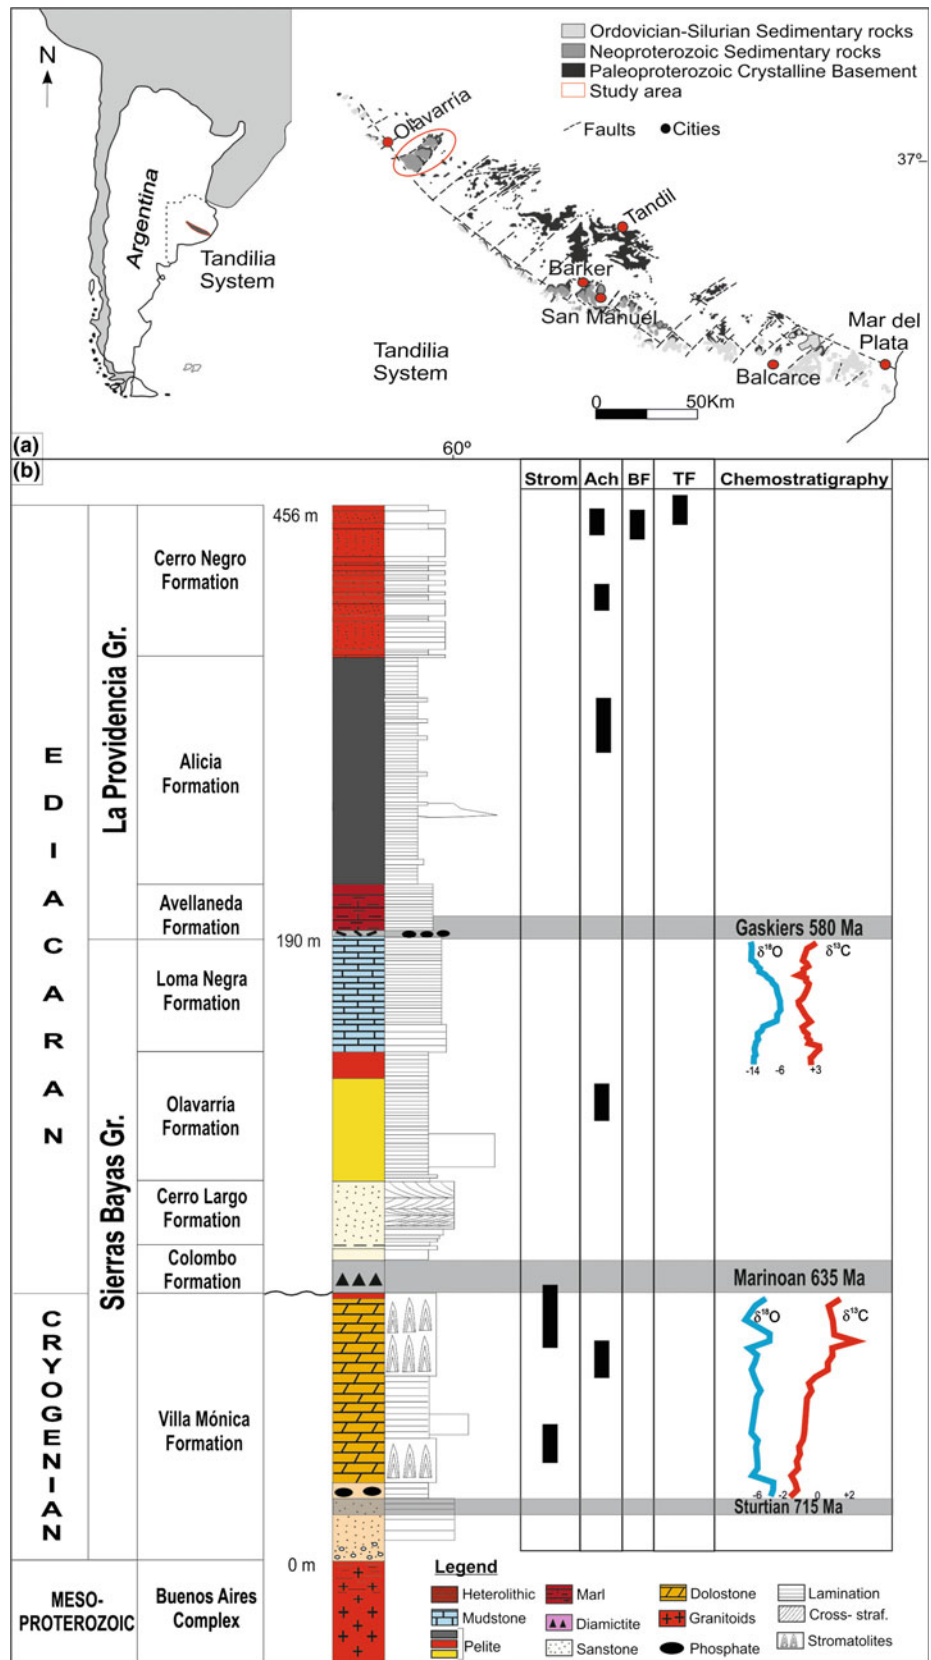 N
Argentina
Tandilia
System
Ordovician-Silurian Sedimentary rocks
Neoproterozoic Sedimentary rocks
Paleoproterozoic Crystalline Basement
Study area
Faults
Cities
Olavarría
37º
Tandil
Barker
San Manuel
Mar del
Plata
Balcarce
Tandilia
System
0
50Km
(a)
60º
(b)
Strom
Ach
BF
TF
Chemostratigraphy
456 m
Cerro Negro
Formation
La Providencia Gr.
Alicia
Formation
EDIACARAN
Avellaneda
Formation
Gaskiers 580 Ma
190 m
δ18O
δ13C
Loma Negra
Formation
-14
-6
+3
Olavarría
Formation
Sierras Bayas Gr.
Cerro Largo
Formation
Colombo
Formation
Marinoan 635 Ma
δ18O
δ13C
CRYOGENIAN
Villa Mónica
Formation
-6
-2
0
+2
Sturtian 715 Ma
0 m
MESO-
PROTEROZOIC
Buenos Aires
Complex
Legend
Heterolithic
Marl
Dolostone
Lamination
Mudstone
Diamictite
Granitoids
Cross- straf.
Pelite
Sanstone
Phosphate
Stromatolites